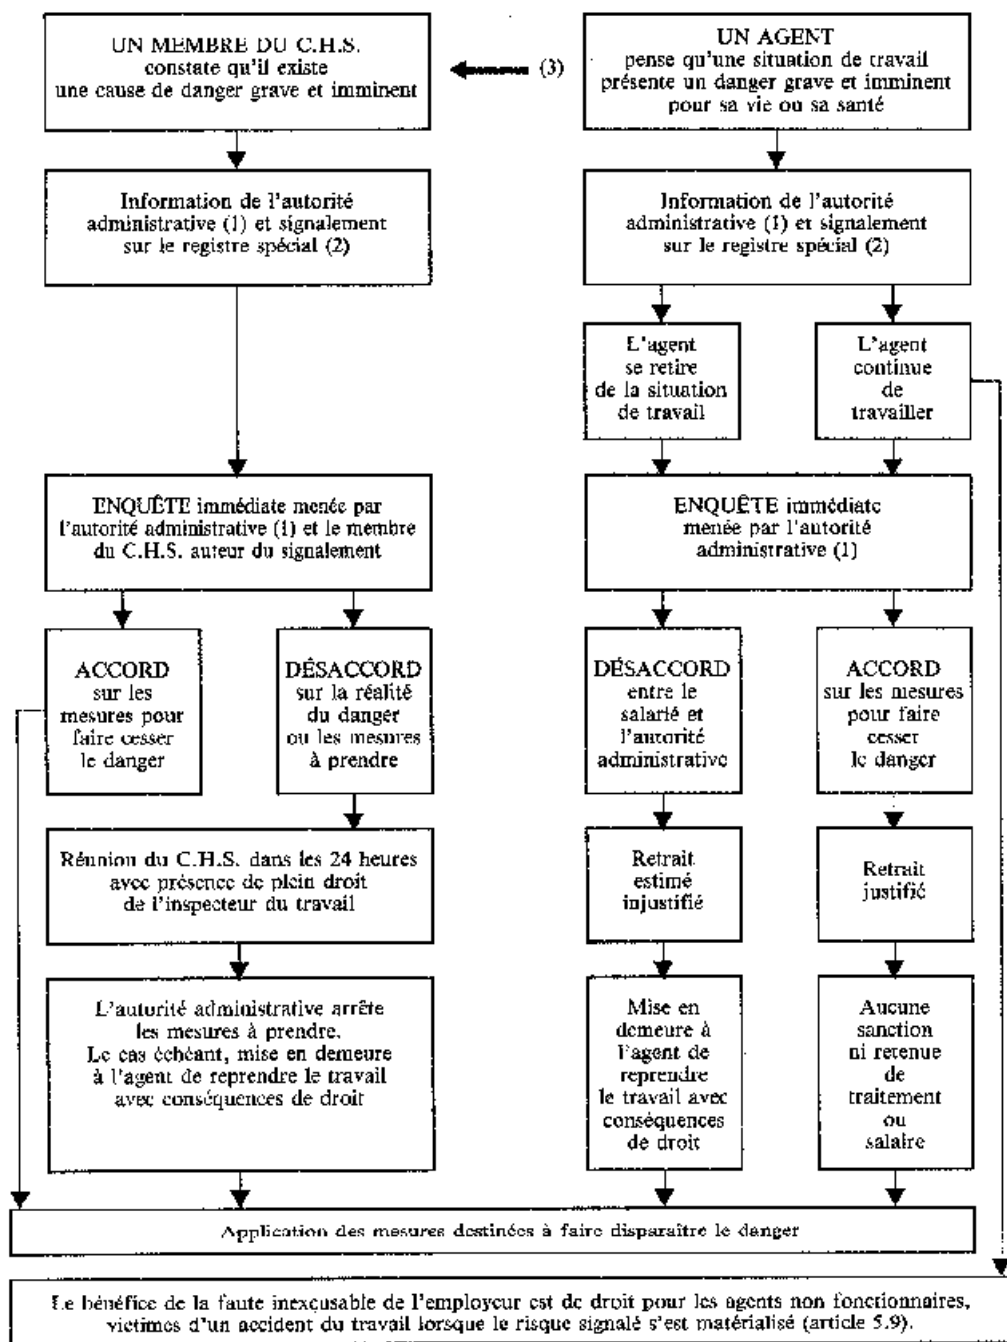 UN MEMBRE DU C.H.S.
constate qu'il existe
une cause de danger grave et imminent
(3)
UN AGENT
pense qu'une situation de travail
présente un danger grave et imminent
pour sa vie ou sa santé
Information de l'autorité
administrative (1) et signalement
sur le registre spécial (2)
Information de l'autorité
administrative (1) et signalement
sur le registre spécial (2)
L'agent
se retire
de la situation
de travail
L'agent
continue
de
travailler
ENQUÊTE immédiate menée par
l'autorité administrative (1) et le membre
du C.H.S. auteur du signalement
ENQUÊTE immédiate
menée par l'autorité
administrative (1)
ACCORD
sur les
mesures pour
faire cesser
le danger
DÉSACCORD
sur la réalité
du danger
ou les mesures
à prendre
DÉSACCORD
entre le
salarié et
l'autorité
administrative
ACCORD
sur les mesures
pour faire
cesser
le danger
Réunion du C.H.S. dans les 24 heures
avec présence de plein droit
de l'inspecteur du travail
Retrait
estimé
injustifié
Retrait
justifié
L'autorité administrative arrête
les mesures à prendre.
Le cas échéant, mise en demeure
à l'agent de reprendre le travail
avec conséquences de droit
Mise en
demeure à
l'agent de
reprendre
le travail avec
conséquences
de droit
Aucune
sanction
ni retenue
de
traitement
ou
salaire
Application des mesures destinées à faire disparaître le danger
Le bénéfice de la faute inexcusable de l'employeur est de droit pour les agents non fonctionnaires,
victimes d'un accident du travail lorsque le risque signalé s'est matérialisé (article 5.9).